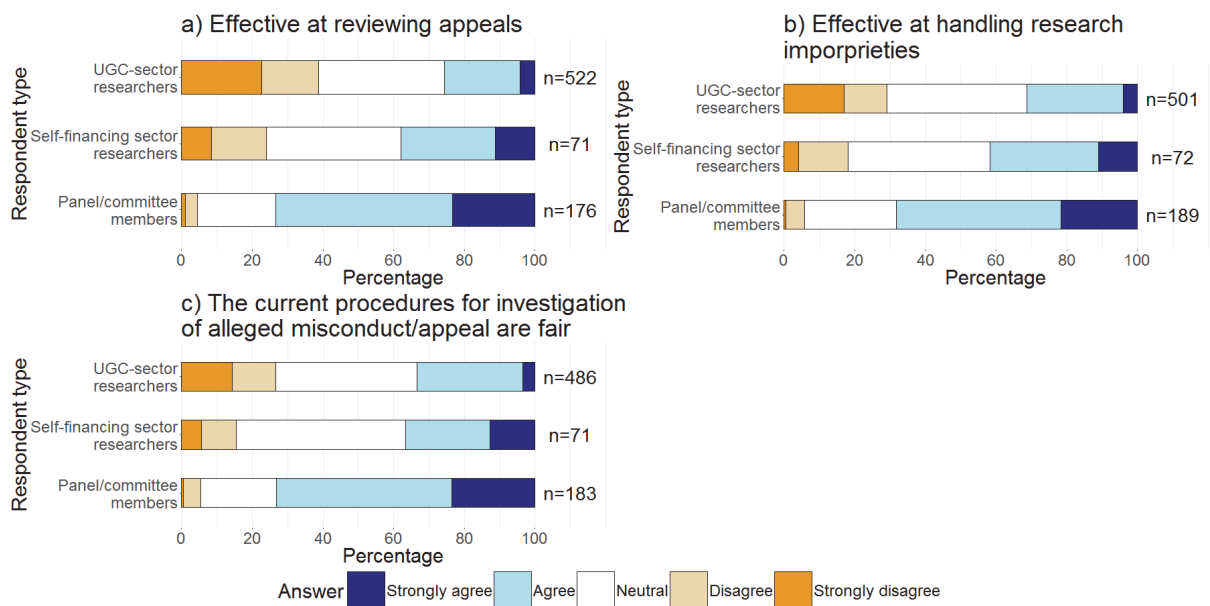 a) Effective at reviewing appeals
Respondent type
UGC-sector
researchers
n=522
Self-financing sector
researchers
n=71
Panel/committee
members
n=176
0 20 40 60 80 100
Percentage
b) Effective at handling research
imporprieties
Respondent type
UGC-sector
researchers
n=501
Self-financing sector
researchers
n=72
Panel/committee
members
n=189
0 20 40 60 80 100
Percentage
c) The current procedures for investigation
of alleged misconduct/appeal are fair
Respondent type
UGC-sector
researchers
n=486
Self-financing sector
researchers
n=71
Panel/committee
members
n=183
0 20 40 60 80 100
Percentage
Answer Strongly agree Agree Neutral Disagree Strongly disagree